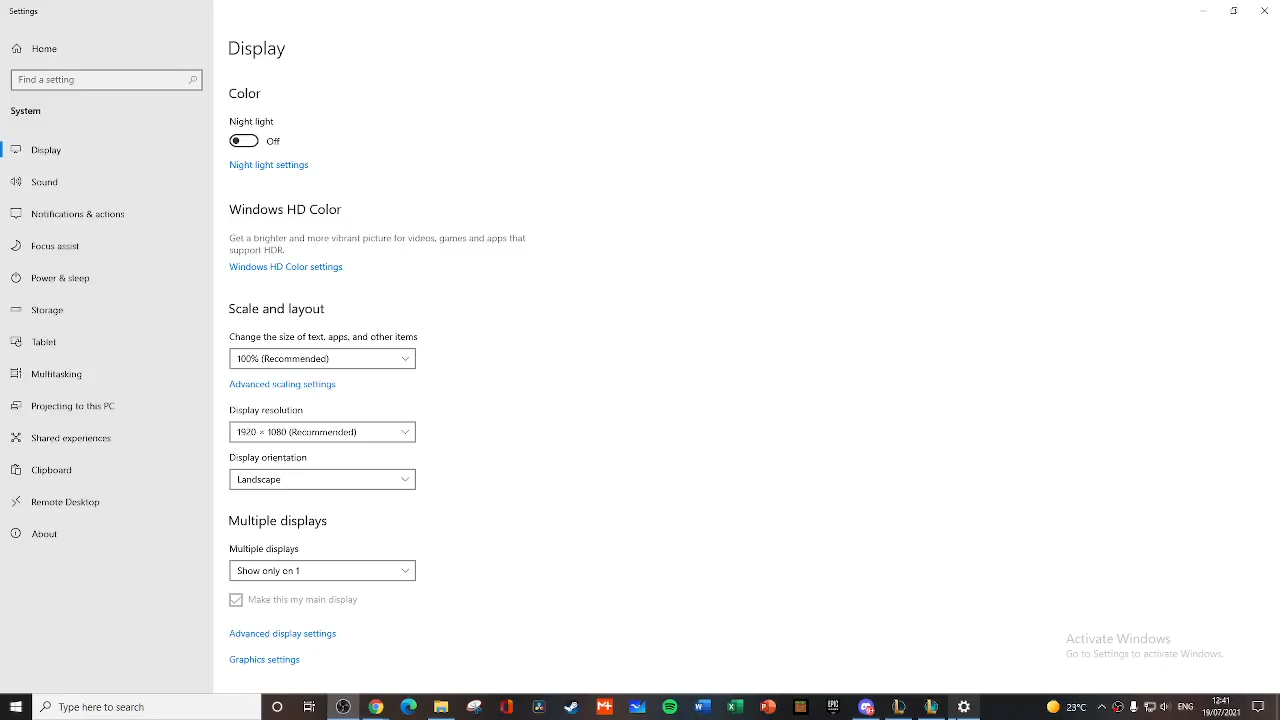 Settings
Home
Find a setting
System
Display
Sound
Notifications & actions
Focus assist
Power & sleep
Storage
Tablet
Multitasking
Projecting to this PC
Shared experiences
Clipboard
Remote Desktop
About
Display
Color
Night light
Off
Night light settings
Windows HD Color
Get a brighter and more vibrant picture for videos, games and apps that
support HDR.
Windows HD Color settings
Scale and layout
Change the size of text, apps, and other items
100% (Recommended)
Advanced scaling settings
Display resolution
1920 × 1080 (Recommended)
Display orientation
Landscape
Multiple displays
Multiple displays
Show only on 1
Make this my main display
Advanced display settings
Graphics settings
Activate Windows
Go to Settings to activate Windows.
Type here to search
M+
EPIC
23°C
ENG
12:41
19/07/2021